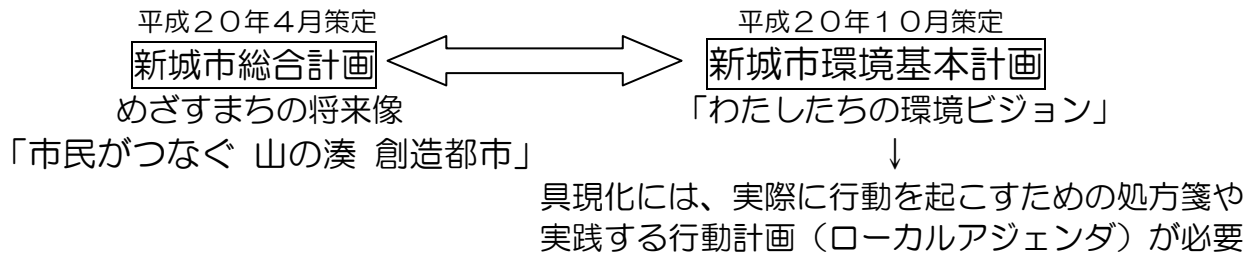 平成２０年４月策定
新城市総合計画
めざすまちの将来像
「市民がつなぐ 山の湊 創造都市」
平成２０年１０月策定
新城市環境基本計画
「わたしたちの環境ビジョン」
↓
具現化には、実際に行動を起こすための処方箋や
実践する行動計画（ローカルアジェンダ）が必要